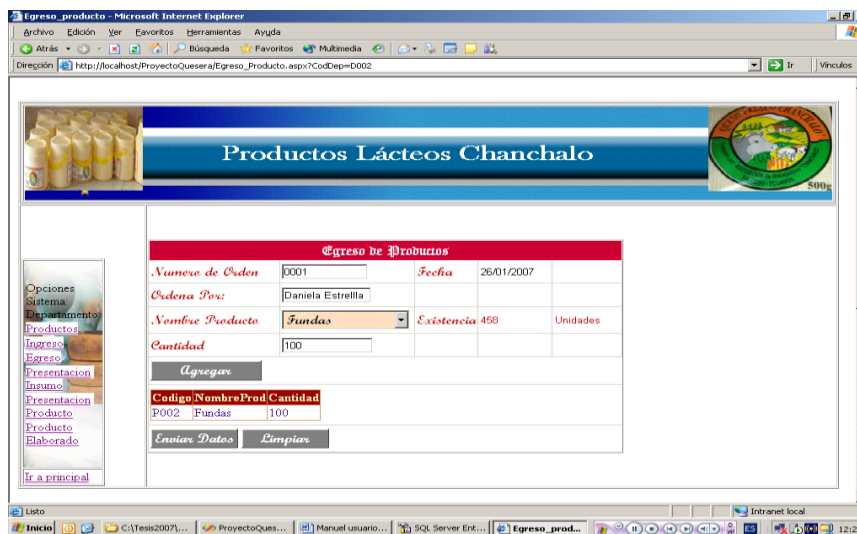 Egreso_producto - Microsoft Internet Explorer
Archivo Edición Ver Favoritos Herramientas Ayuda
Atrás Búsqueda Favoritos Multimedia
Dirección http://localhost/ProyectoQuesera/Egreso_Producto.aspx?CodDep=D002 Ir Vínculos
Productos Lácteos Chanchalo
500g
Egreso de Productos
Numero de Orden 0001 Fecha 26/01/2007
Ordena Por: Daniela Estrellla
Nombre Producto Fundas Existencia 458 Unidades
Cantidad 100
Agregar
Codigo NombreProd Cantidad
P002 Fundas 100
Enviar Datos Limpiar
Opciones
Sistema:
Departamento:
Productos
Ingreso
Egreso
Presentacion
Insumo
Presentacion
Producto
Producto
Elaborado
Ir a principal
Listo Intranet local
Inicio C:\Tesis2007\... ProyectoQues... Manuel usuario... SQL Server Ent... Egreso_prod... ES